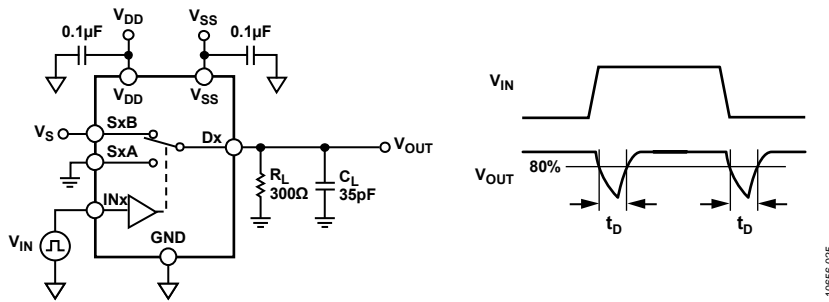 V_DD
V_SS
0.1µF
0.1µF
V_DD
V_SS
V_S
SxB
SxA
Dx
V_OUT
R_L
300Ω
C_L
35pF
INx
V_IN
GND
V_IN
V_OUT
80%
t_D
t_D